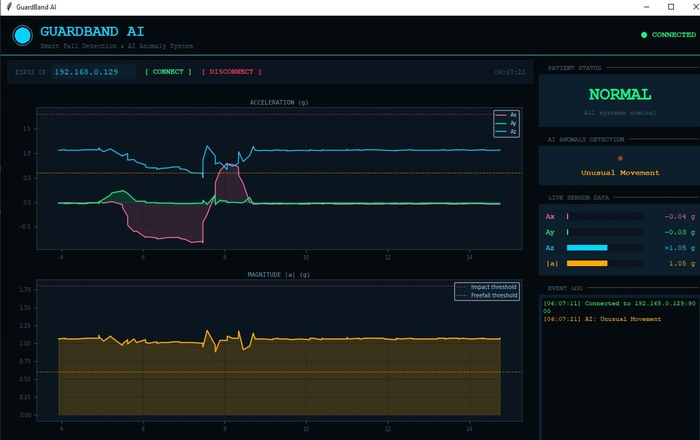 GuardBand AI
GUARDBAND AI
Smart Fall Detection & AI Anomaly System
CONNECTED
ESP32 IP 192.168.0.129 [ CONNECT ] [ DISCONNECT ] 06:07:22
ACCELERATION (g)
Ax
Ay
Az
1.5
1.0
0.5
0.0
-0.5
4 6 8 10 12 14
MAGNITUDE |a| (g)
Impact threshold
Freefall threshold
1.75
1.50
1.25
1.00
0.75
0.50
0.25
0.00
4 6 8 10 12 14
PATIENT STATUS
NORMAL
All systems nominal
AI ANOMALY DETECTION
Unusual Movement
LIVE SENSOR DATA
Ax -0.04 g
Ay -0.03 g
Az +1.05 g
|a| 1.05 g
EVENT LOG
[06:07:11] Connected to 192.168.0.129:90
00
[06:07:21] AI: Unusual Movement